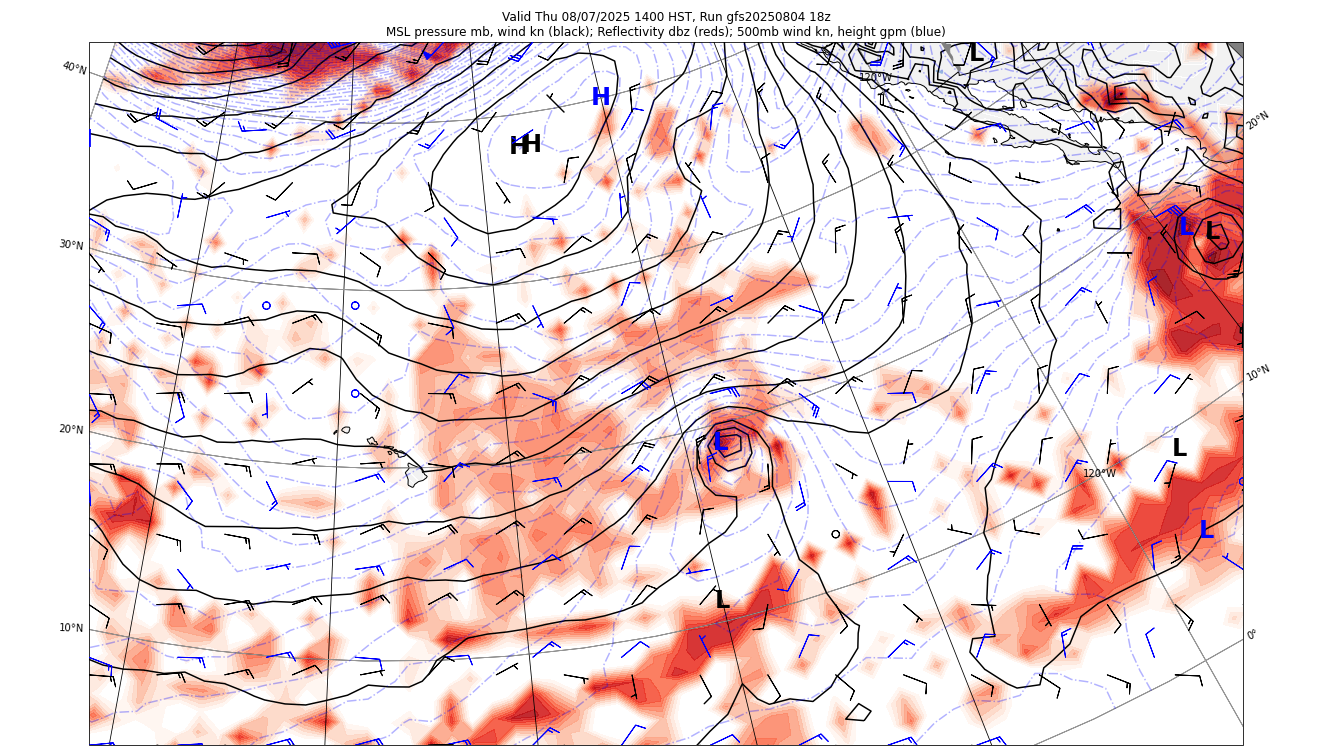 Valid Thu 08/07/2025 1400 HST, Run gfs20250804 18z
MSL pressure mb, wind kn (black); Reflectivity dbz (reds); 500mb wind kn, height gpm (blue)
L
40°N
120°W
H
20°N
H H
L L
30°N
10°N
20°N
L
L
120°W
L
L
10°N
0°